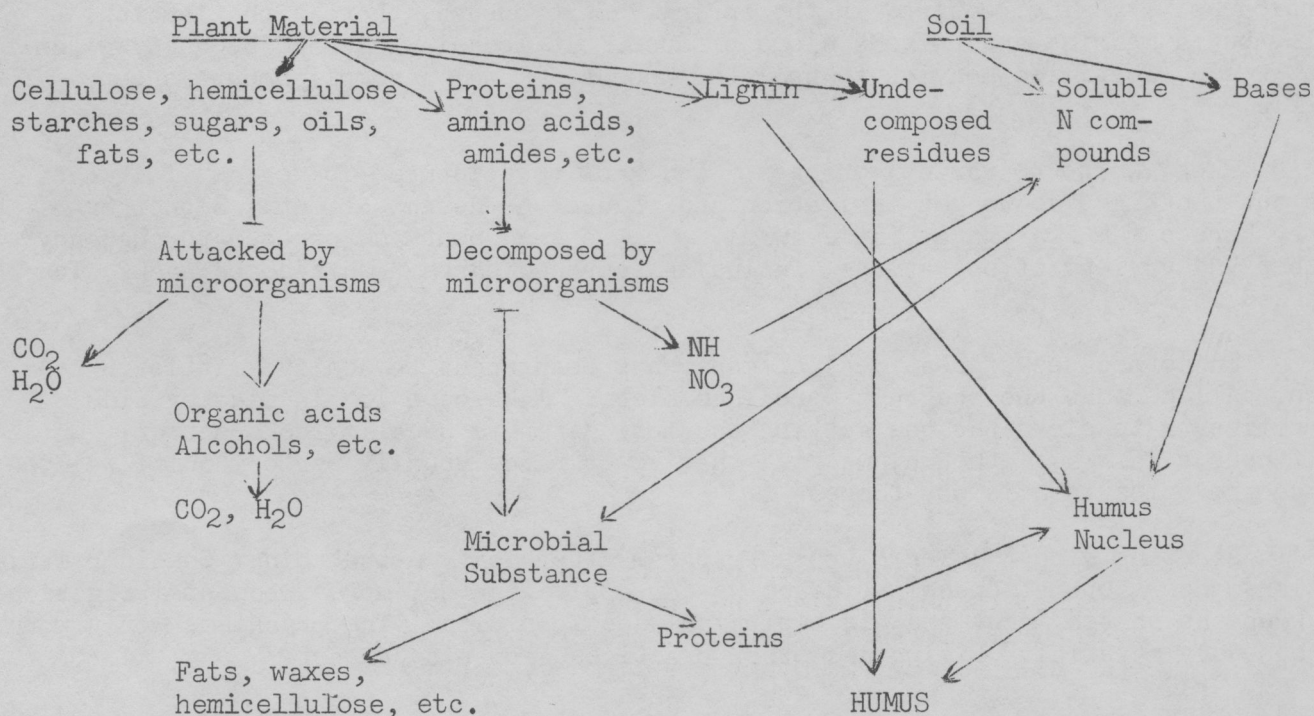 Plant Material
Soil
Cellulose, hemicellulose
starches, sugars, oils,
fats, etc.
Proteins,
amino acids,
amides,etc.
Lignin
Unde-
composed
residues
Soluble
N com-
pounds
Bases
Attacked by
microorganisms
Decomposed by
microorganisms
CO2
H2O
NH
NO3
Organic acids
Alcohols, etc.
CO2, H2O
Microbial
Substance
Humus
Nucleus
Proteins
Fats, waxes,
hemicellulose, etc.
HUMUS